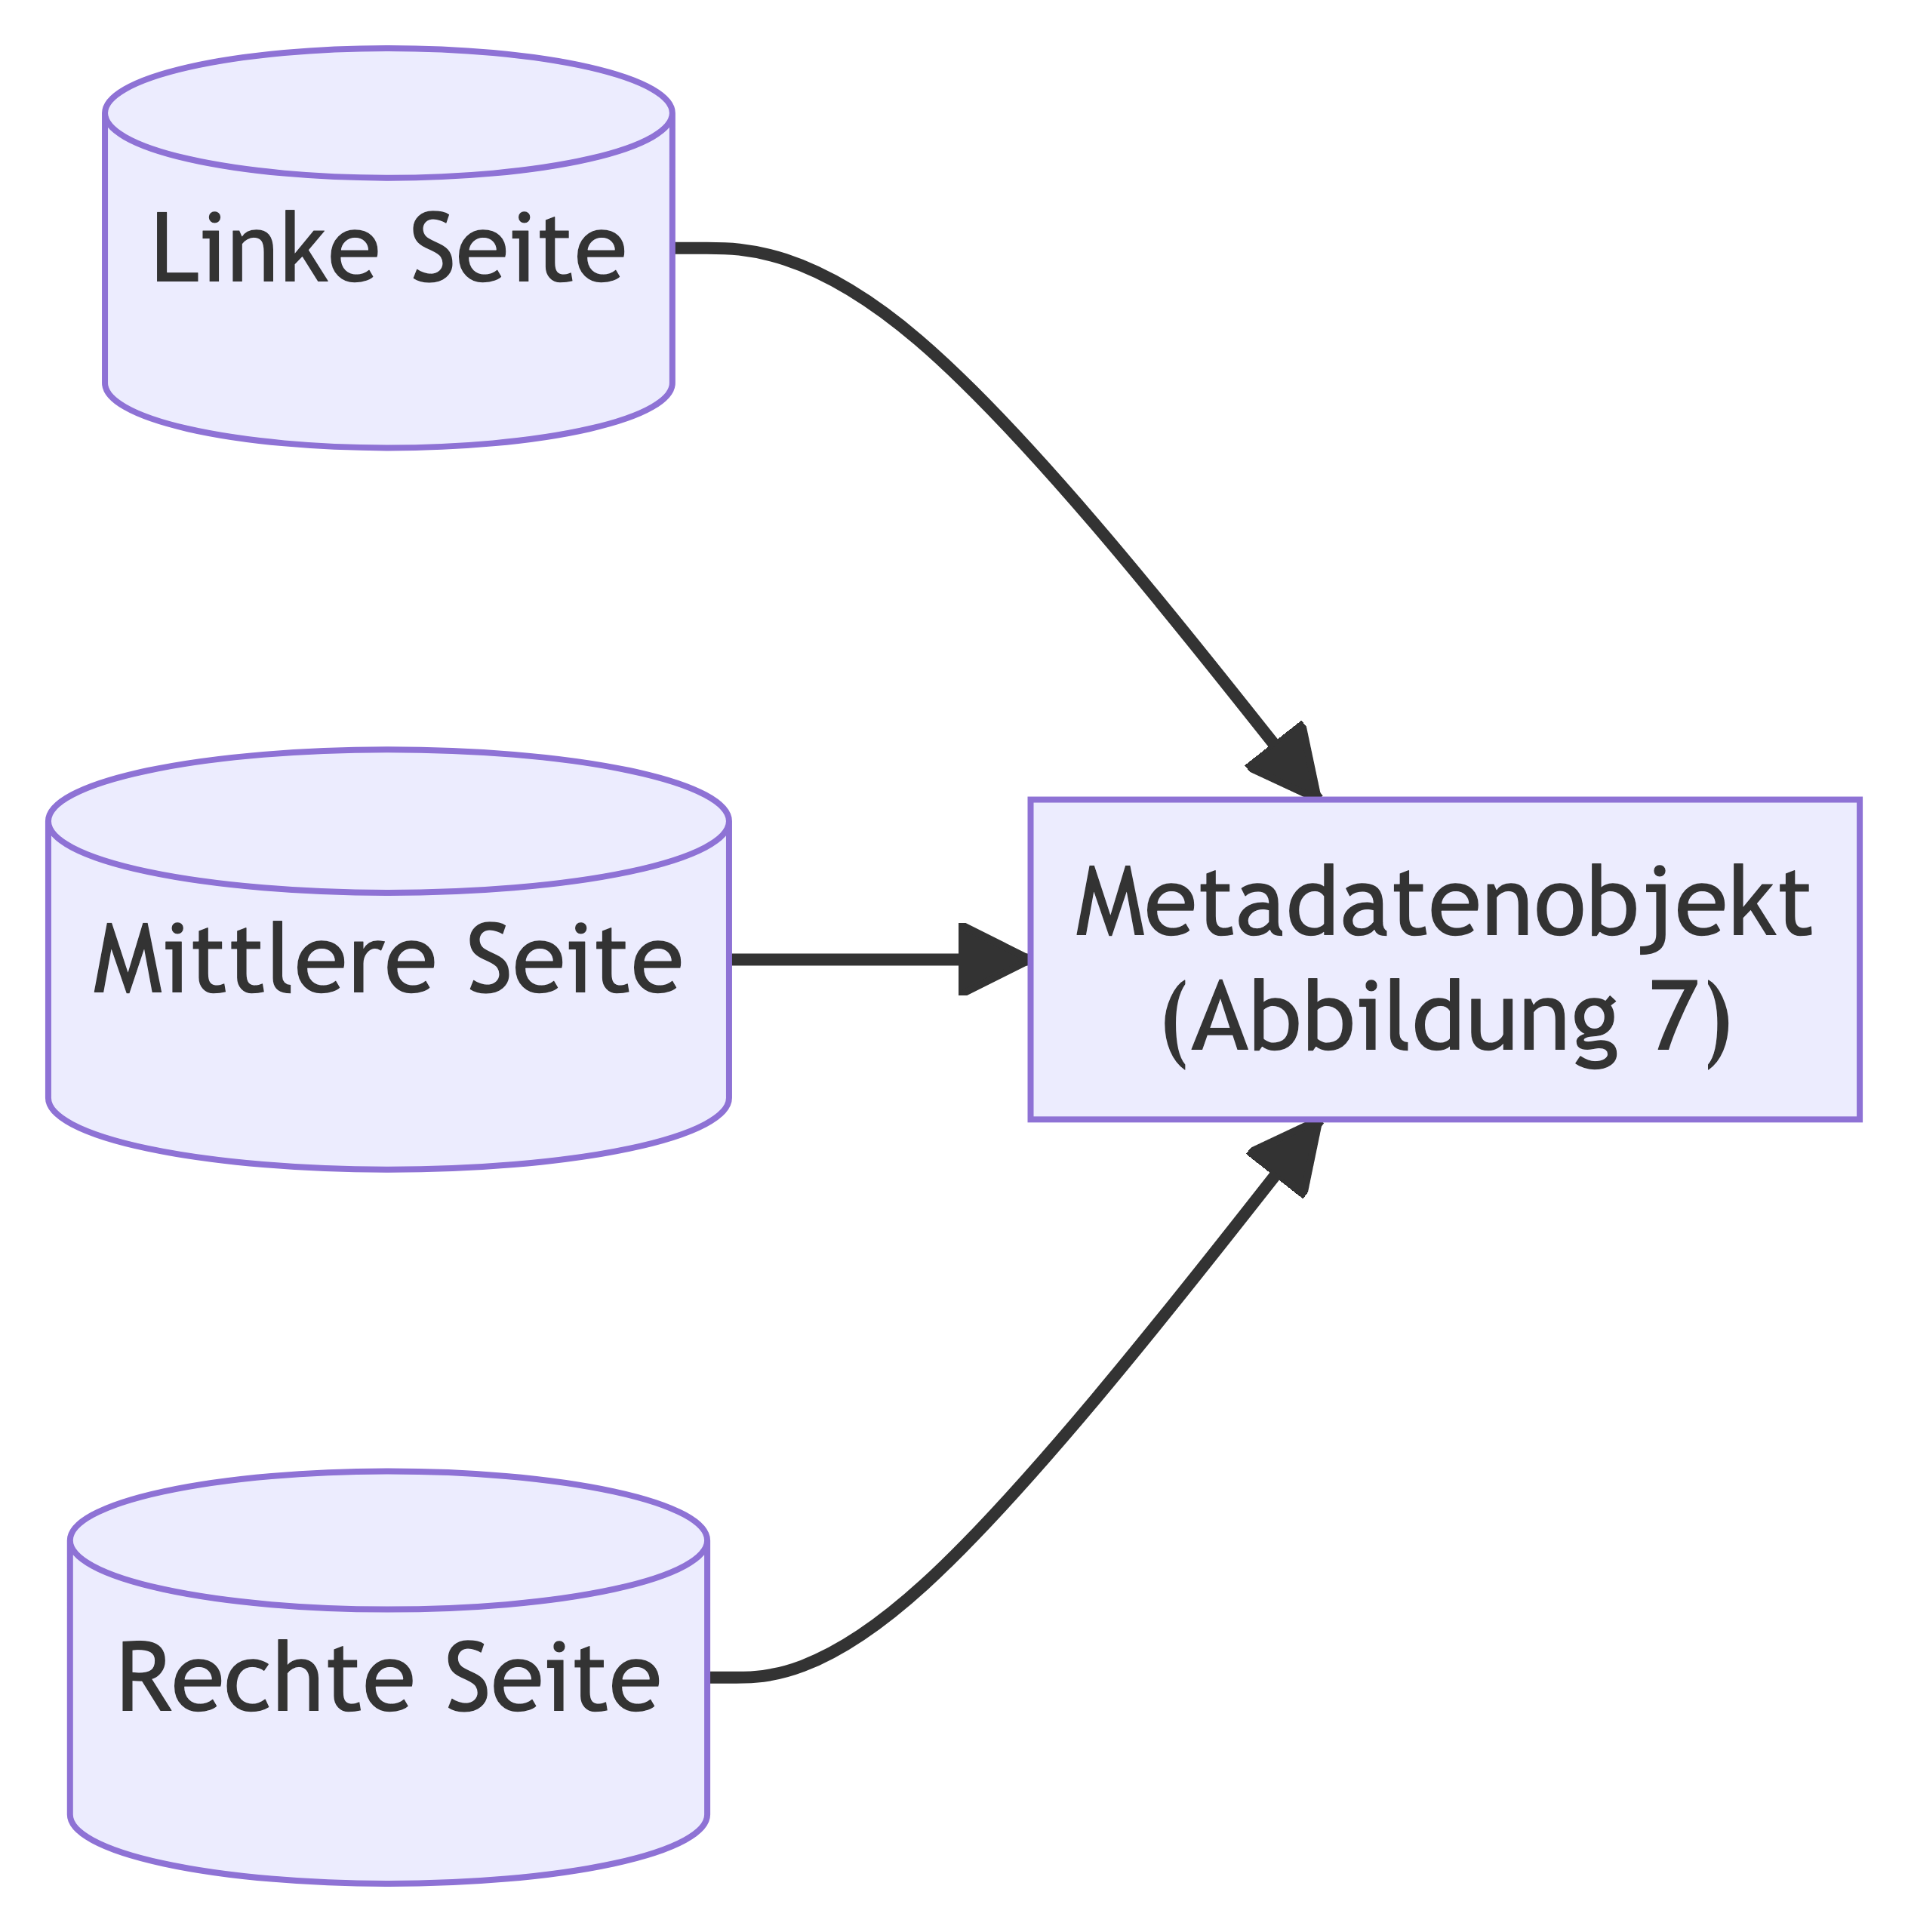 Linke Seite
Mittlere Seite
Metadatenobjekt
(Abbildung 7)
Rechte Seite